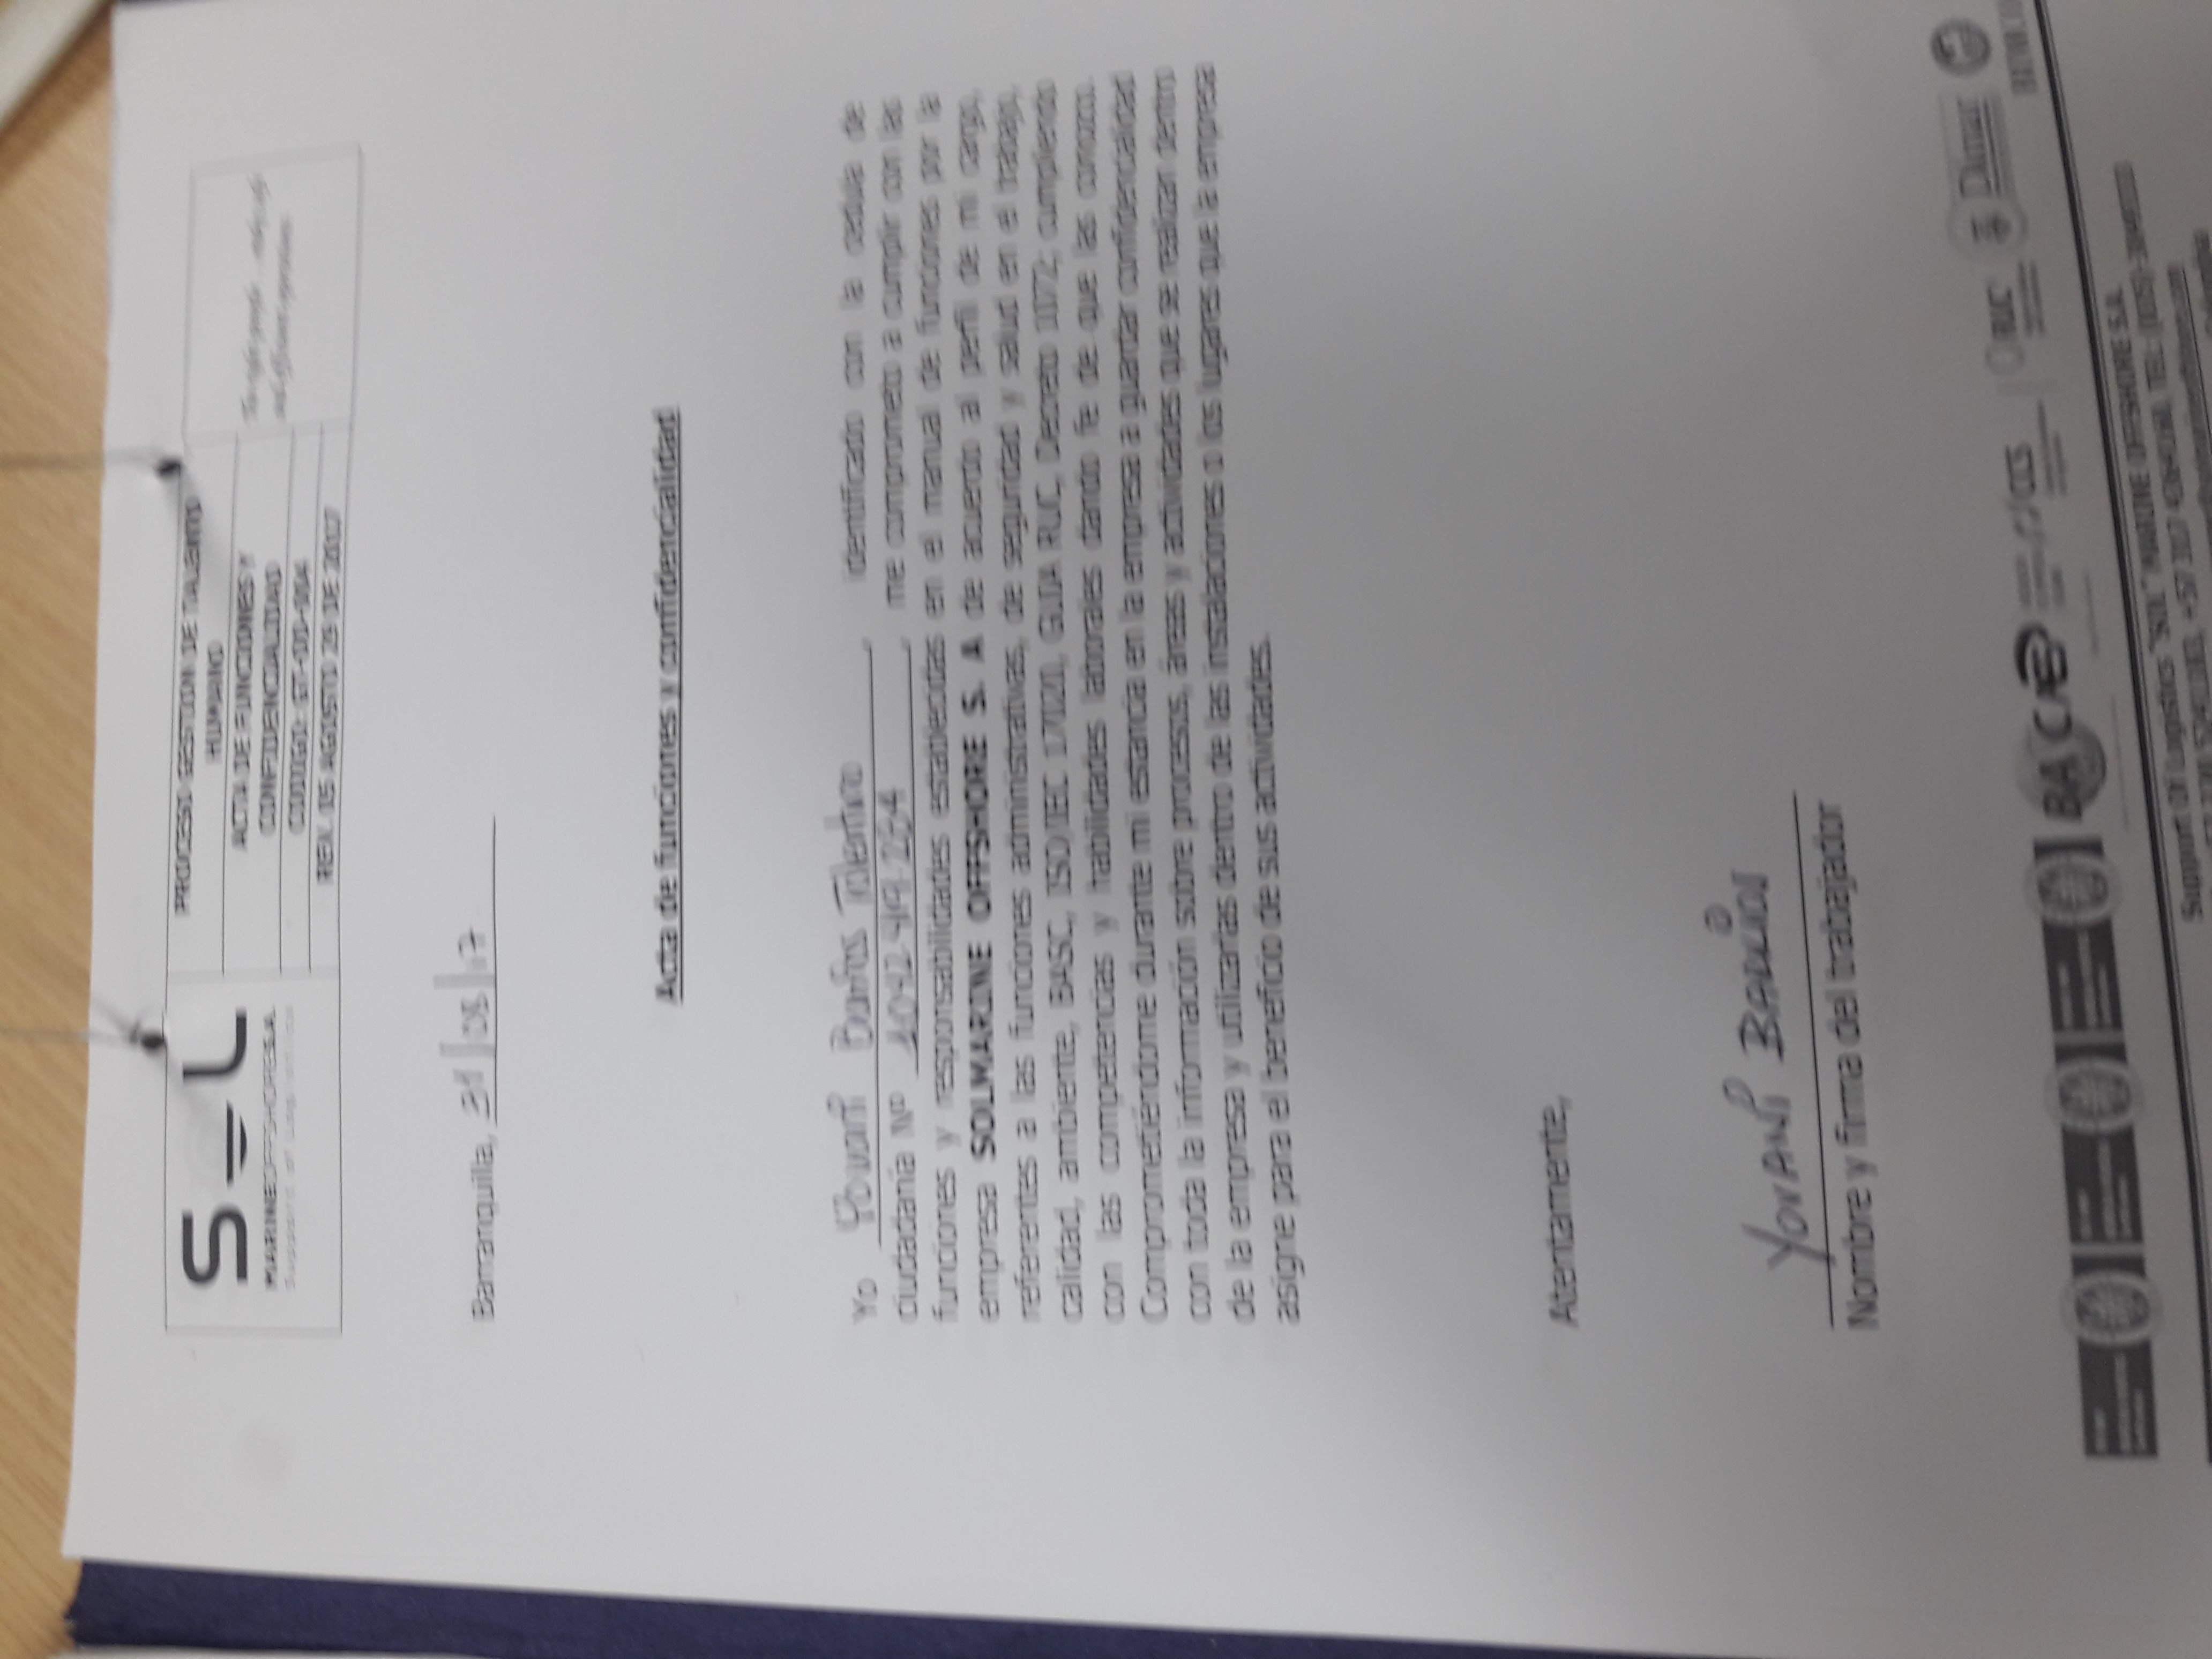 SOL
MARINEOFFSHORES.A.
Support of Logistics
PROCESO GESTION DE TALENTO
HUMANO
ACTA DE FUNCIONES Y
CONFIDENCIALIDAD
CODIGO: GT-OD-004
REV. 05 AGOSTO 29 DE 2017
Barranquilla, 31/08/17
Acta de funciones y confidencialidad
Yo Yovani Barrios Tolentino, identificado con la cedula de
ciudadanía Nº 1042419284, me comprometo a cumplir con las
funciones y responsabilidades establecidas en el manual de funciones por la
empresa SOLMARINE OFFSHORE S. A de acuerdo al perfil de mi cargo,
referentes a las funciones administrativas, de seguridad y salud en el trabajo,
calidad, ambiente, BASC, ISO/IEC 17020, GUIA RUC, Decreto 1072; cumpliendo
con las competencias y habilidades laborales dando fe de que las conozco.
Comprometiéndome durante mi estancia en la empresa a guardar confidencialidad
con toda la información sobre procesos, áreas y actividades que se realizan dentro
de la empresa y utilizarlas dentro de las instalaciones o los lugares que la empresa
asigne para el beneficio de sus actividades.
Atentamente,
YOVANI BARRIOS
Nombre y firma del trabajador
BASC
CCS
RUC
Dimar
Support Of Logistics "SOL" MARINE OFFSHORE S.A.
Colombia